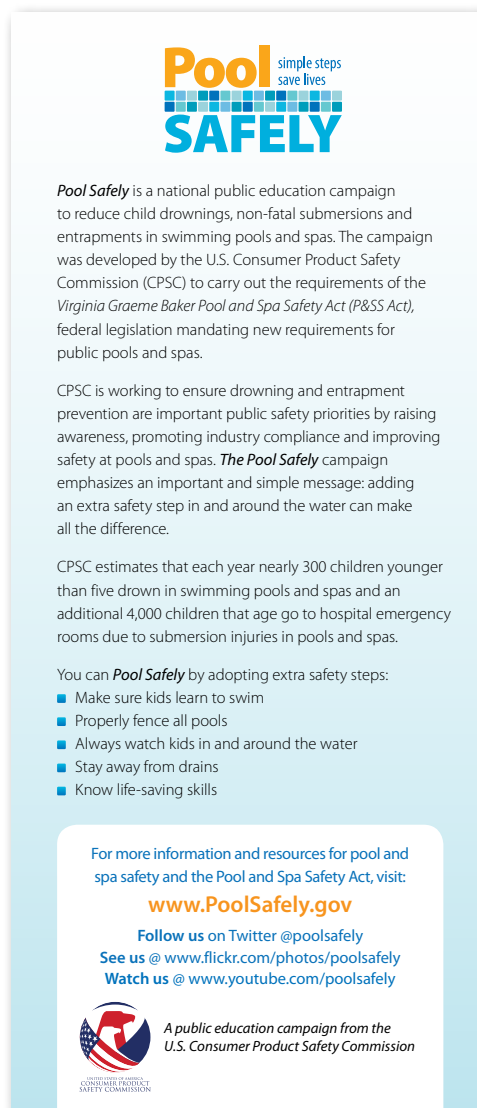 Pool simple steps
save lives
SAFELY
Pool Safely is a national public education campaign
to reduce child drownings, non-fatal submersions and
entrapments in swimming pools and spas. The campaign
was developed by the U.S. Consumer Product Safety
Commission (CPSC) to carry out the requirements of the
Virginia Graeme Baker Pool and Spa Safety Act (P&SS Act),
federal legislation mandating new requirements for
public pools and spas.
CPSC is working to ensure drowning and entrapment
prevention are important public safety priorities by raising
awareness, promoting industry compliance and improving
safety at pools and spas. The Pool Safely campaign
emphasizes an important and simple message: adding
an extra safety step in and around the water can make
all the difference.
CPSC estimates that each year nearly 300 children younger
than five drown in swimming pools and spas and an
additional 4,000 children that age go to hospital emergency
rooms due to submersion injuries in pools and spas.
You can Pool Safely by adopting extra safety steps:
Make sure kids learn to swim
Properly fence all pools
Always watch kids in and around the water
Stay away from drains
Know life-saving skills
For more information and resources for pool and
spa safety and the Pool and Spa Safety Act, visit:
www.PoolSafely.gov
Follow us on Twitter @poolsafely
See us @ www.flickr.com/photos/poolsafely
Watch us @ www.youtube.com/poolsafely
A public education campaign from the
U.S. Consumer Product Safety Commission
UNITED STATES OF AMERICA
CONSUMER PRODUCT
SAFETY COMMISSION